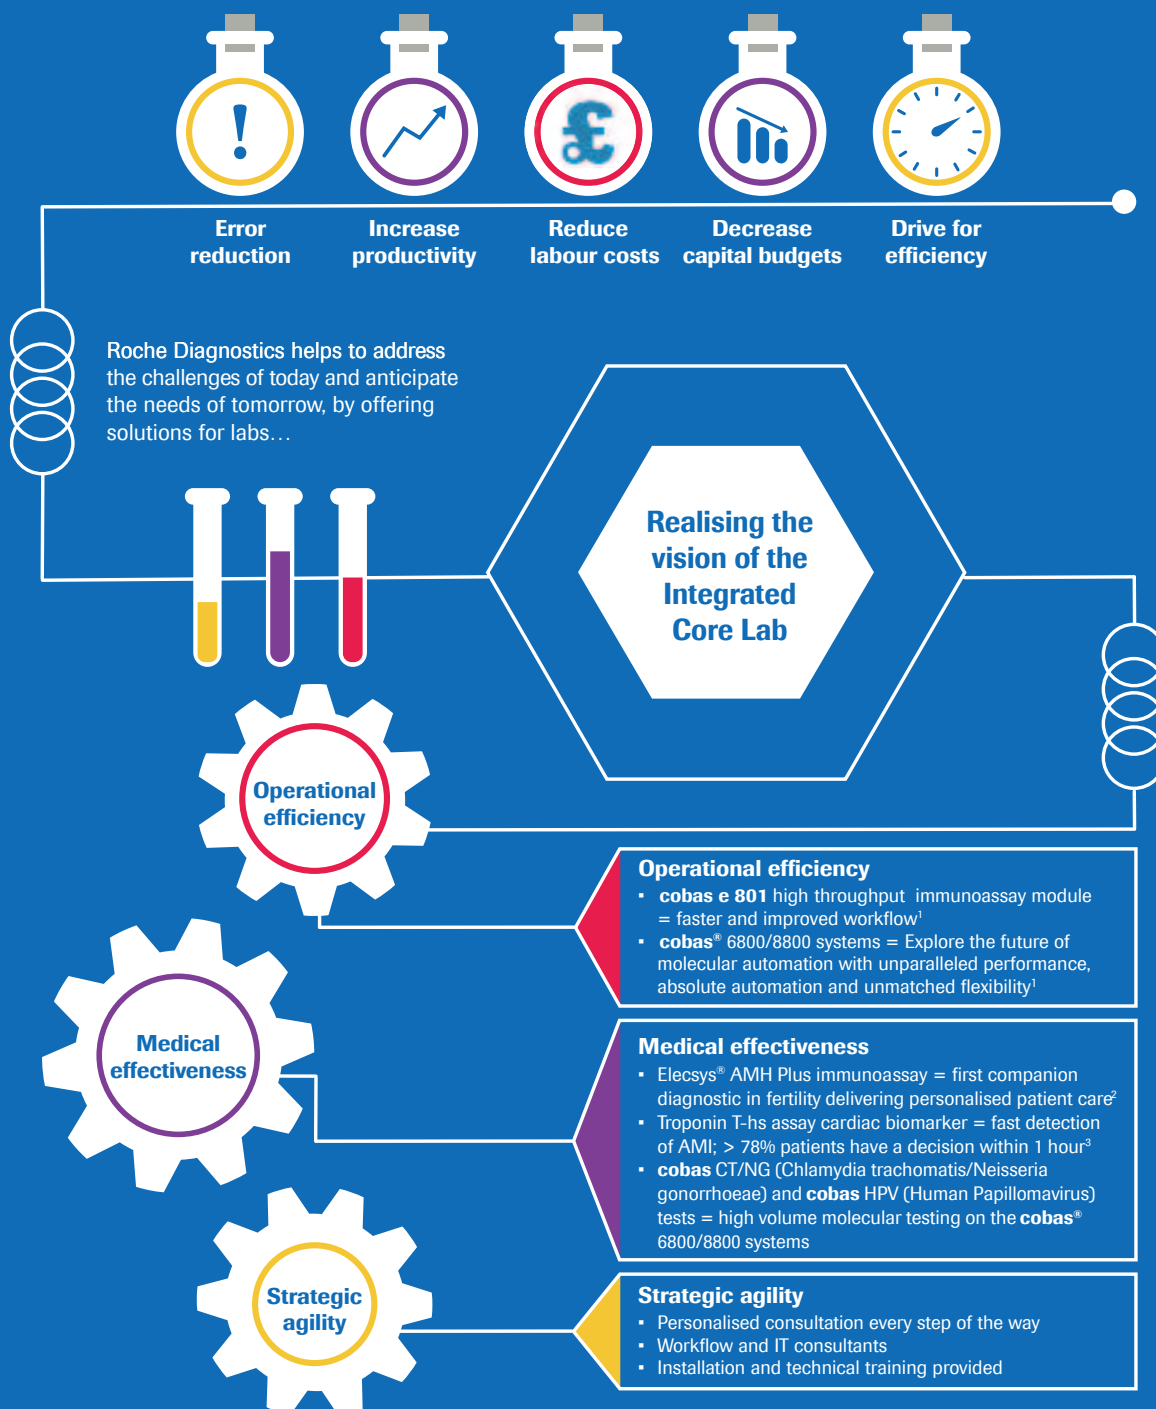 £
Error
reduction
Increase
productivity
Reduce
labour costs
Decrease
capital budgets
Drive for
efficiency
Roche Diagnostics helps to address
the challenges of today and anticipate
the needs of tomorrow, by offering
solutions for labs…
Realising the
vision of the
Integrated
Core Lab
Operational
efficiency
Operational efficiency
▪ cobas e 801 high throughput immunoassay module
= faster and improved workflow¹
▪ cobas® 6800/8800 systems = Explore the future of
molecular automation with unparalleled performance,
absolute automation and unmatched flexibility¹
Medical
effectiveness
Medical effectiveness
▪ Elecsys® AMH Plus immunoassay = first companion
diagnostic in fertility delivering personalised patient care²
▪ Troponin T-hs assay cardiac biomarker = fast detection
of AMI; > 78% patients have a decision within 1 hour³
▪ cobas CT/NG (Chlamydia trachomatis/Neisseria
gonorrhoeae) and cobas HPV (Human Papillomavirus)
tests = high volume molecular testing on the cobas®
6800/8800 systems
Strategic
agility
Strategic agility
▪ Personalised consultation every step of the way
▪ Workflow and IT consultants
▪ Installation and technical training provided